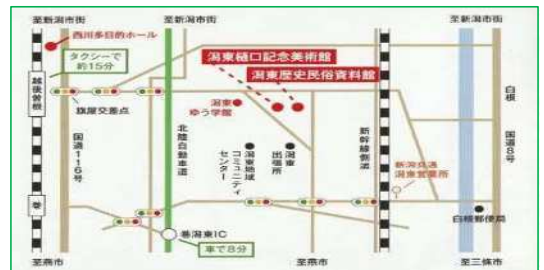 至新潟市街
至新潟市街
至新潟市街
西川多目的ホール
タクシーで
約15分
越後曽根
潟東樋口記念美術館
潟東歴史民俗資料館
潟東
ゆう学館
旗屋交差点
白根
国道116号
北陸自動車道
潟東地域
コミュニティ
センター
潟東
出張所
新幹線側道
国道8号
新潟交通
潟東営業所
巻
巻潟東IC
車で8分
白根郵便局
至燕市
至燕市
至三條市